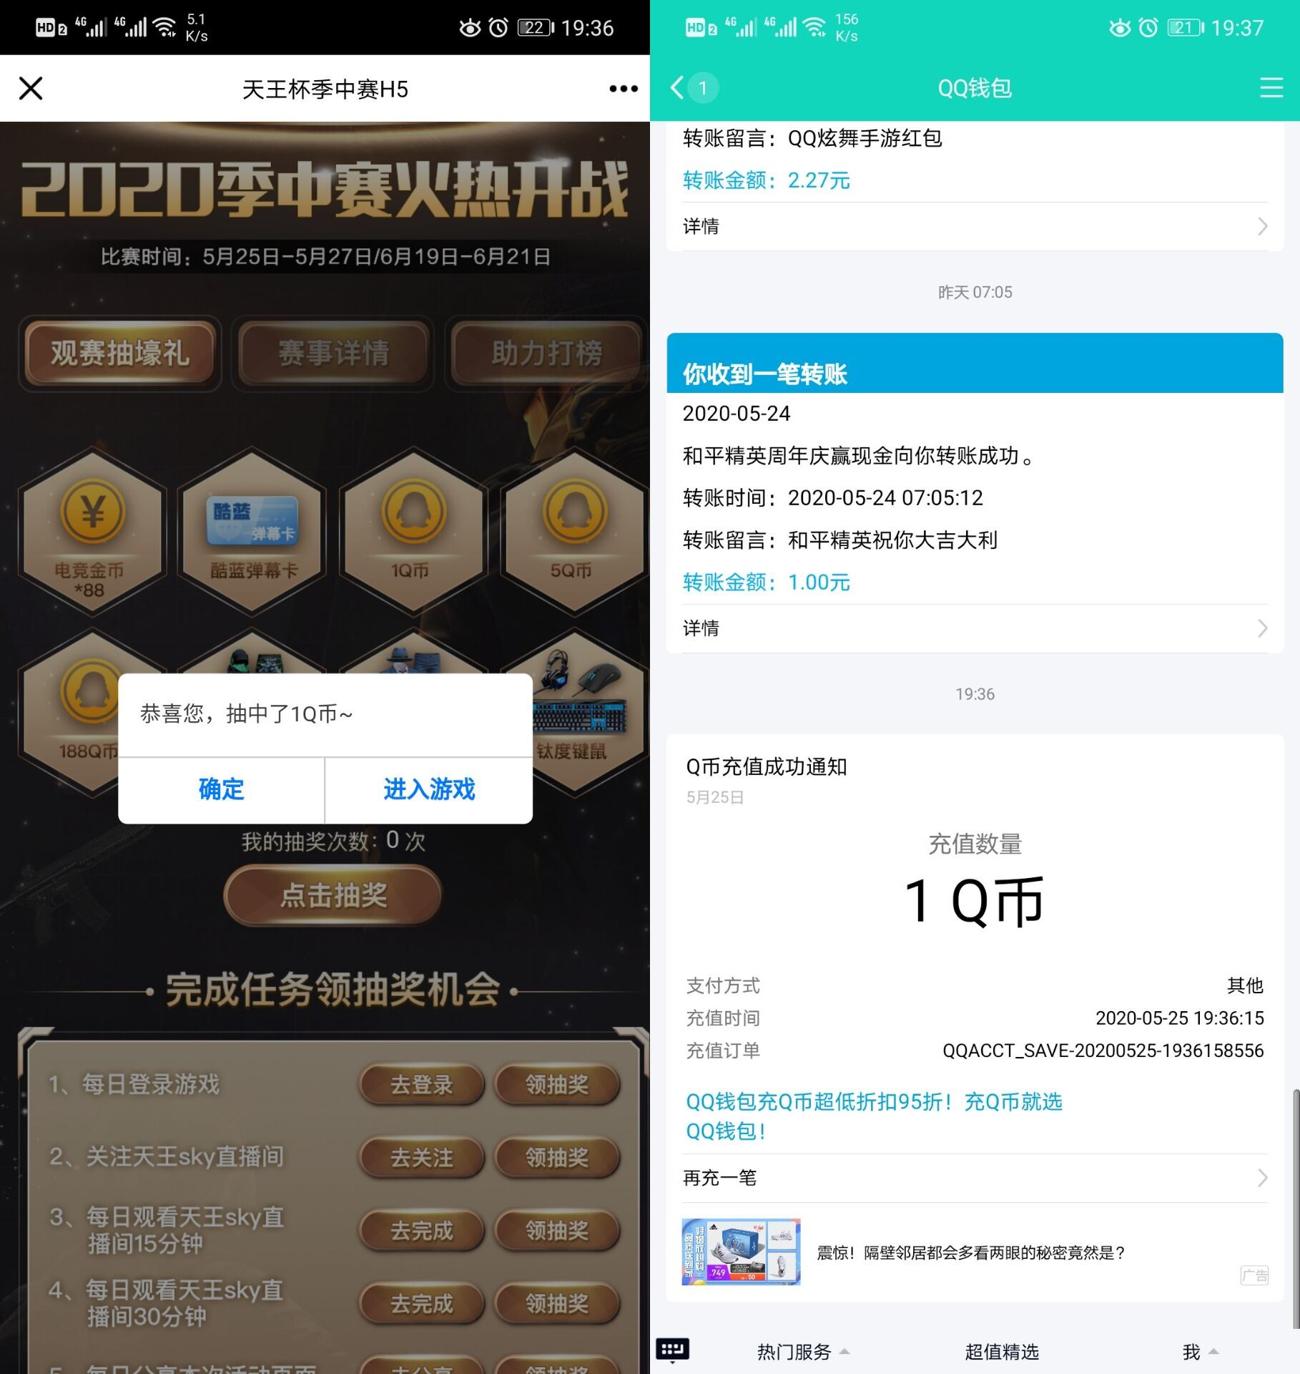 HD 2 4G 4G 5.1 K/s 22 19:36
天王杯季中赛H5
2020季中赛火热开战
比赛时间：5月25日-5月27日/6月19日-6月21日
观赛抽壕礼 赛事详情 助力打榜
酷蓝
弹幕卡
电竞金币 酷蓝弹幕卡 1Q币 5Q币
*88
188Q币 钛度键鼠
恭喜您，抽中了1Q币~
确定 进入游戏
我的抽奖次数：0 次
点击抽奖
完成任务领抽奖机会
1、每日登录游戏 去登录 领抽奖
2、关注天王sky直播间 去关注 领抽奖
3、每日观看天王sky直
播间15分钟 去完成 领抽奖
4、每日观看天王sky直
播间30分钟 去完成 领抽奖
5、每日分享本次活动页面 去分享 领抽奖
HD 2 4G 4G 156 K/s 21 19:37
1 QQ钱包
转账留言：QQ炫舞手游红包
转账金额：2.27元
详情
昨天 07:05
你收到一笔转账
2020-05-24
和平精英周年庆赢现金向你转账成功。
转账时间：2020-05-24 07:05:12
转账留言：和平精英祝你大吉大利
转账金额：1.00元
详情
19:36
Q币充值成功通知
5月25日
充值数量
1 Q币
支付方式 其他
充值时间 2020-05-25 19:36:15
充值订单 QQACCT_SAVE-20200525-1936158556
QQ钱包充Q币超低折扣95折！充Q币就选
QQ钱包！
再充一笔
震惊！隔壁邻居都会多看两眼的秘密竟然是？
广告
热门服务 超值精选 我